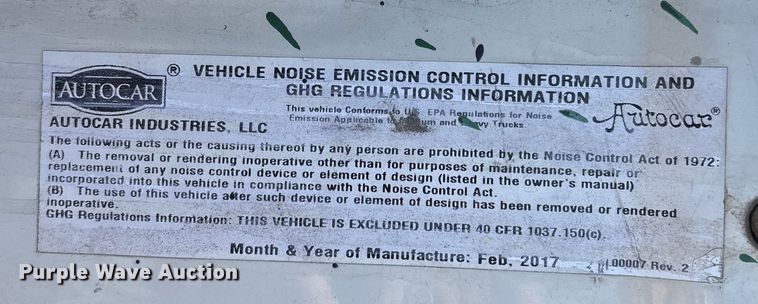 AUTOCAR ® VEHICLE NOISE EMISSION CONTROL INFORMATION AND
GHG REGULATIONS INFORMATION
This vehicle Conforms to U.S. EPA Regulations for Noise
Emission Applicable to Medium and Heavy Trucks. Autocar®
AUTOCAR INDUSTRIES, LLC
The following acts or the causing thereof by any person are prohibited by the Noise Control Act of 1972:
(A) The removal or rendering inoperative other than for purposes of maintenance, repair or
replacement of any noise control device or element of design (listed in the owner's manual)
incorporated into this vehicle in compliance with the Noise Control Act.
(B) The use of this vehicle after such device or element of design has been removed or rendered
inoperative.
GHG Regulations Information: THIS VEHICLE IS EXCLUDED UNDER 40 CFR 1037.150(c).
Month & Year of Manufacture: Feb, 2017 00007 Rev. 2
Purple Wave Auction